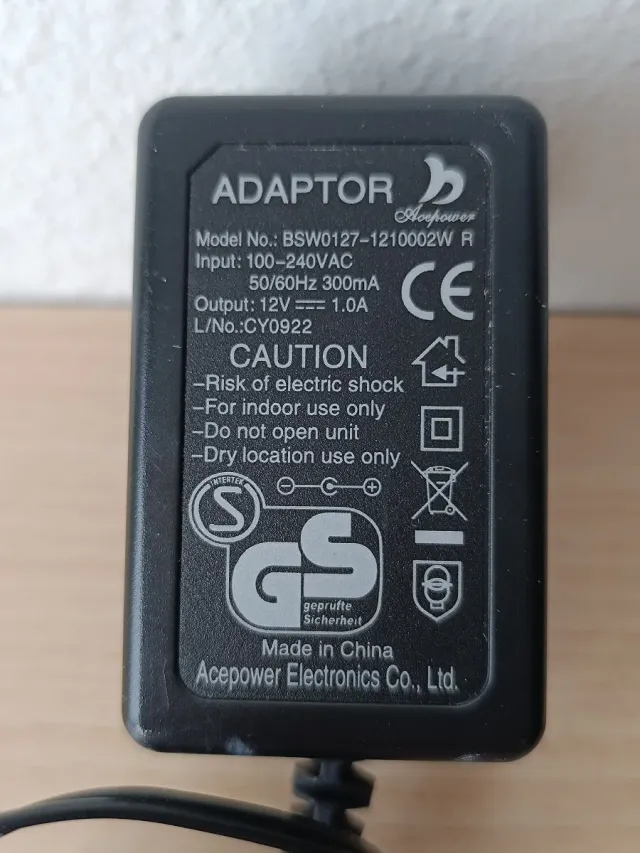 ADAPTOR
Acepower
Model No.: BSW0127-1210002W R
Input: 100-240VAC
50/60Hz 300mA
Output: 12V ⎓ 1.0A
L/No.:CY0922
CE
CAUTION
-Risk of electric shock
-For indoor use only
-Do not open unit
-Dry location use only
INTERTEK
S
GS
geprüfte
Sicherheit
Made in China
Acepower Electronics Co., Ltd.